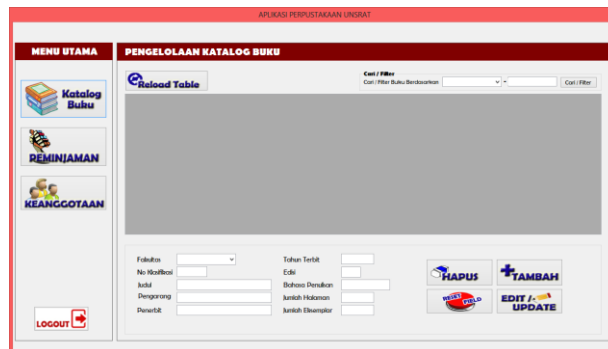 APLIKASI PERPUSTAKAAN UNSRAT
MENU UTAMA
PENGELOLAAN KATALOG BUKU
Katalog
Buku
REMINJAMAN
KEANGGOTAAN
LOGOUT
Reload Table
Cari / Filter
Cari / Filter Buku Berdasarkan
=
Cari / Filter
Fakultas
No Klasifikasi
Judul
Pengarang
Penerbit
Tahun Terbit
Edisi
Bahasa Penulisan
Jumlah Halaman
Jumlah Eksemplar
HAPUS
TAMBAH
RESET FIELD
EDIT /
UPDATE